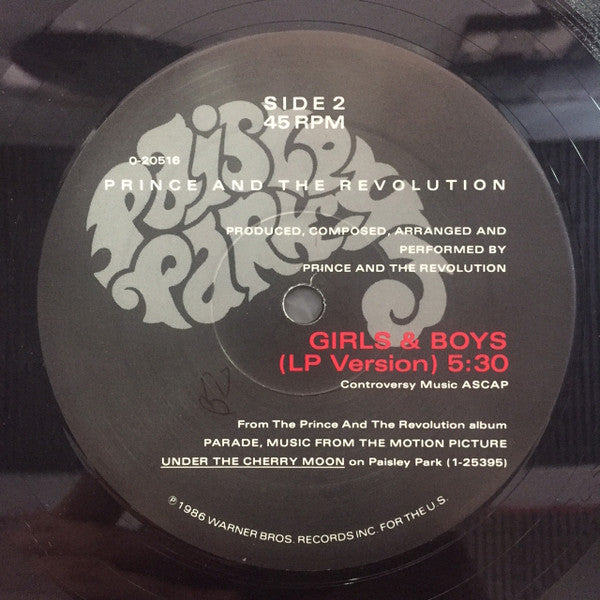 SIDE 2
45 RPM
0-20516
PRINCE AND THE REVOLUTION
PAISLEY
PARK
PRODUCED, COMPOSED, ARRANGED AND
PERFORMED BY
PRINCE AND THE REVOLUTION
GIRLS & BOYS
(LP Version) 5:30
Controversy Music ASCAP
From The Prince And The Revolution album
PARADE, MUSIC FROM THE MOTION PICTURE
UNDER THE CHERRY MOON on Paisley Park (1-25395)
℗ 1986 WARNER BROS. RECORDS INC. FOR THE U.S.